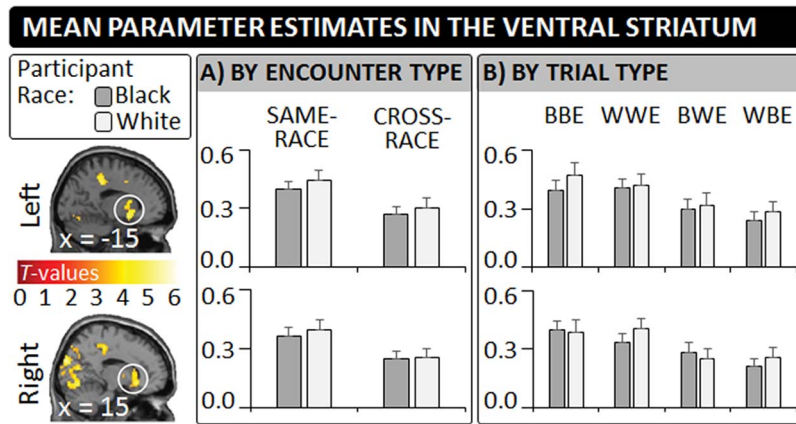 MEAN PARAMETER ESTIMATES IN THE VENTRAL STRIATUM
Participant
Race: Black
White
Left
x = -15
T-values
0 1 2 3 4 5 6
Right
x = 15
A) BY ENCOUNTER TYPE
SAME-
RACE
CROSS-
RACE
0.6
0.3
0.0
0.6
0.3
0.0
B) BY TRIAL TYPE
BBE WWE BWE WBE
0.6
0.3
0.0
0.6
0.3
0.0